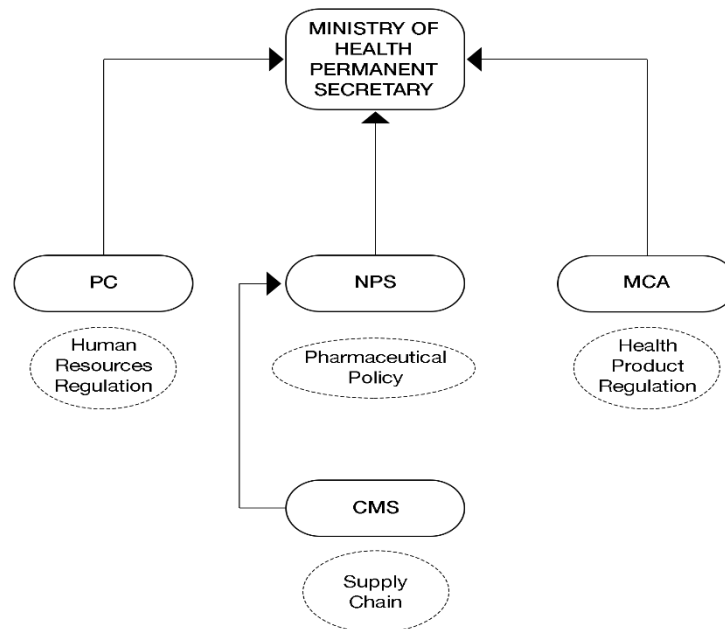 MINISTRY OF
HEALTH
PERMANENT
SECRETARY
PC
NPS
MCA
Human
Resources
Regulation
Pharmaceutical
Policy
Health
Product
Regulation
CMS
Supply
Chain